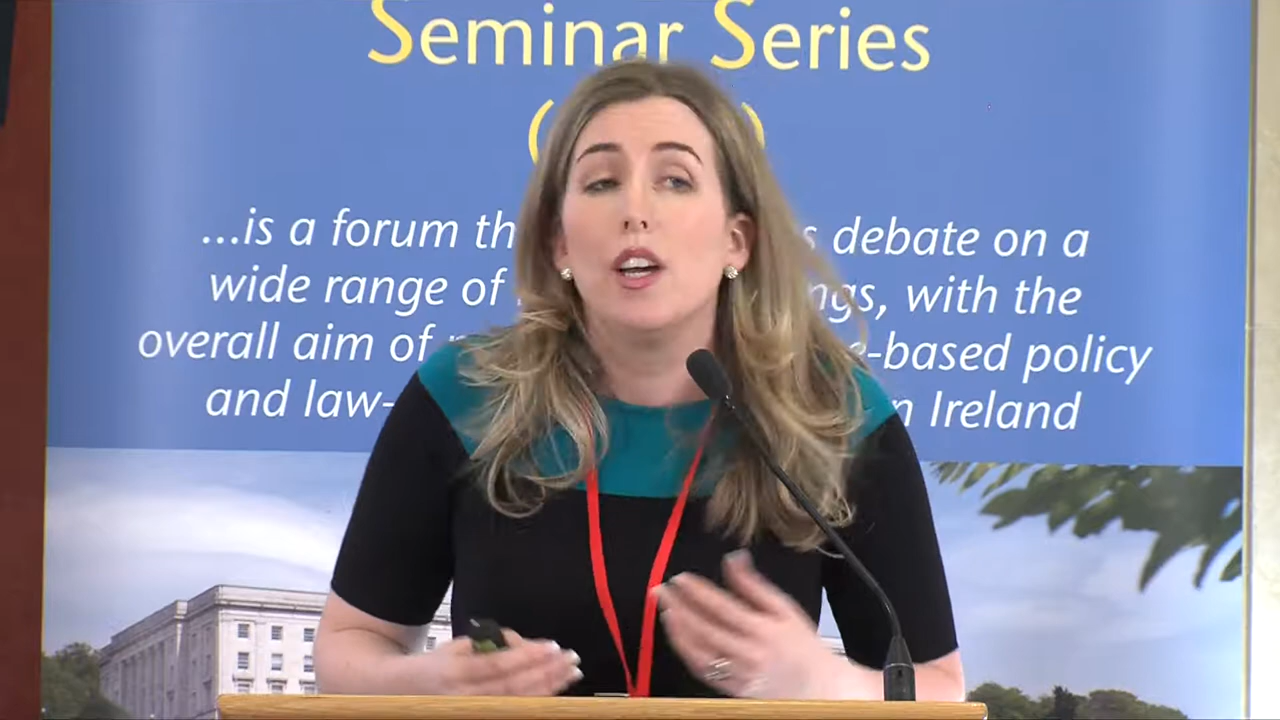 Seminar Series
(
)
...is a forum th s debate on a
wide range of ngs, with the
overall aim of e-based policy
and law- n Ireland